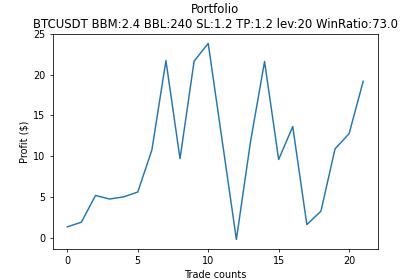 Portfolio
BTCUSDT BBM:2.4 BBL:240 SL:1.2 TP:1.2 lev:20 WinRatio:73.0
25
20
15
10
5
0
Profit ($)
0 5 10 15 20
Trade counts